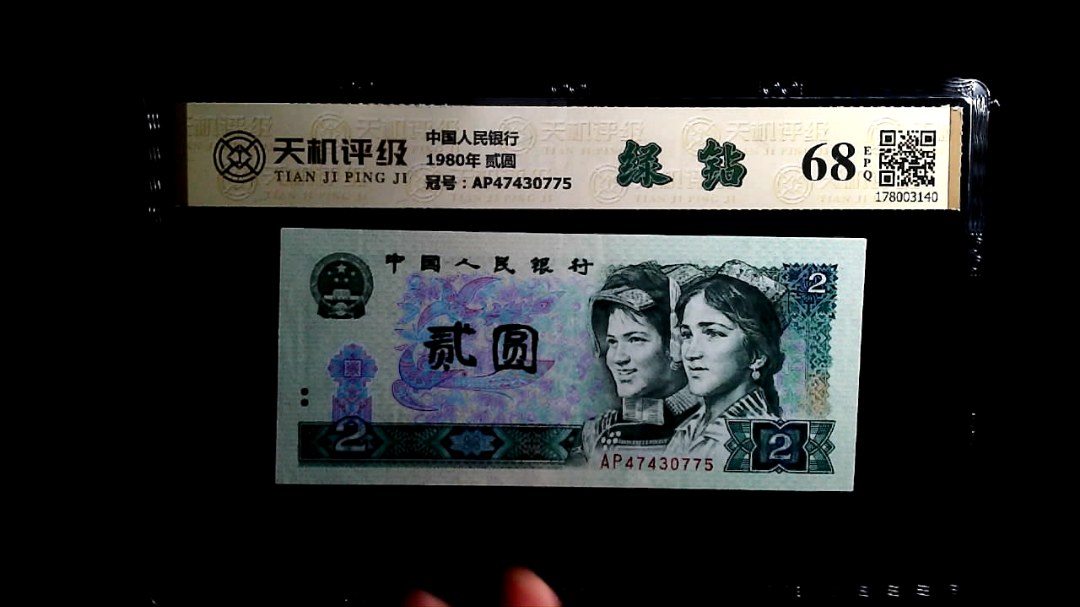 天机评级
TIAN JI PING JI
中国人民银行
1980年 贰圆
冠号：AP47430775
绿钻
68
EPQ
178003140
中国人民银行
贰圆
2
2
2
AP47430775